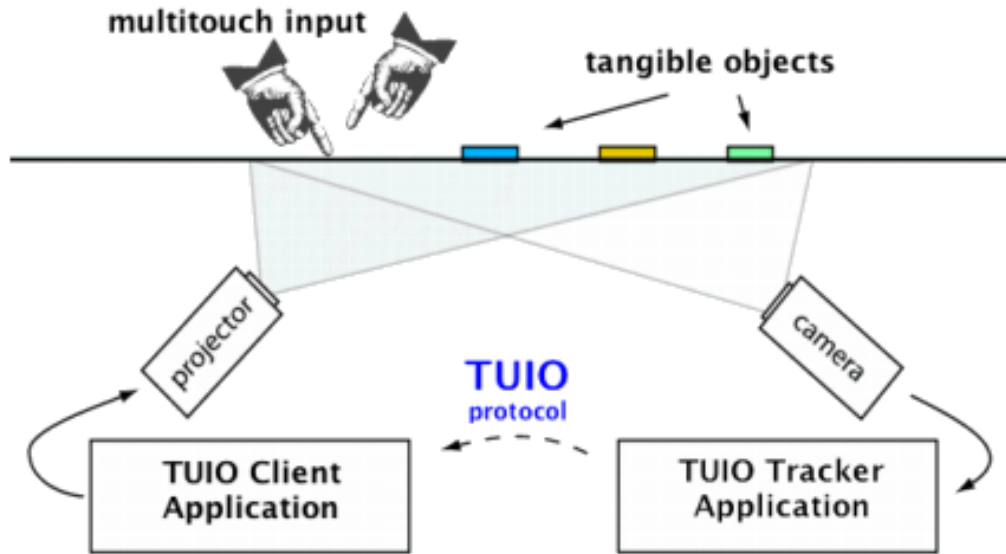 multitouch input
tangible objects
projector
camera
TUIO
protocol
TUIO Client
Application
TUIO Tracker
Application